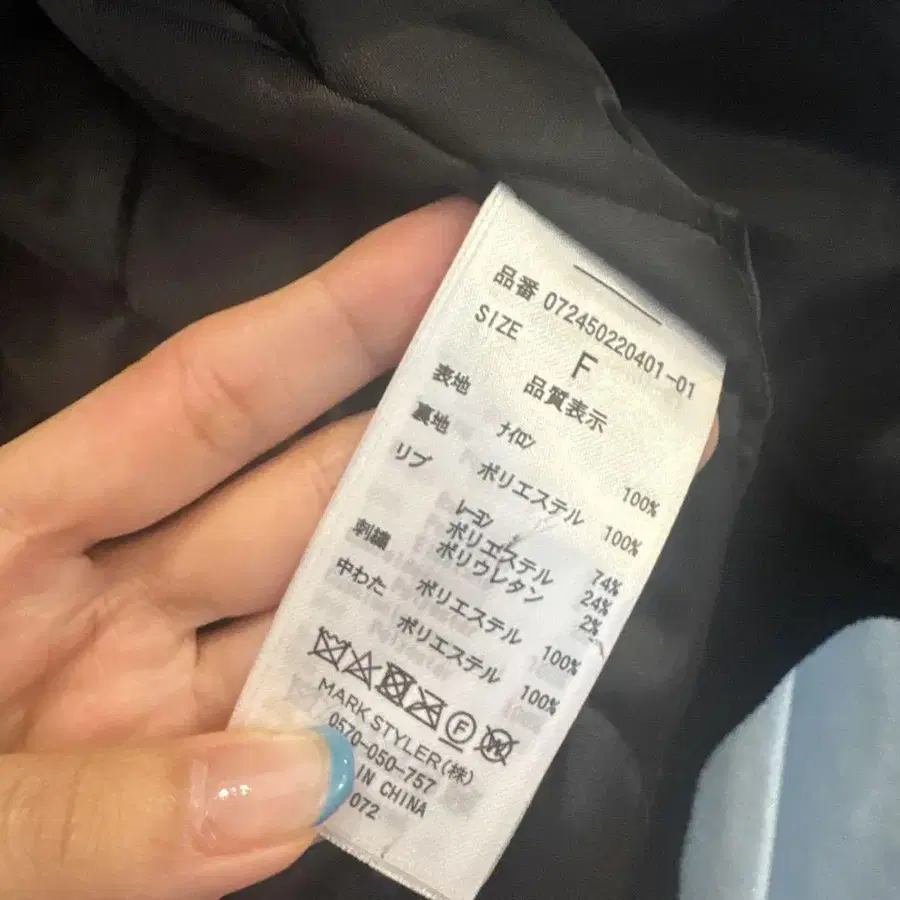 品番 072450220401-01
SIZE F
品質表示
表地 ナイロン 100%
裏地 ポリエステル 100%
リブ レーヨン 74%
ポリエステル 24%
ポリウレタン 2%
刺繍 ポリエステル 100%
中わた ポリエステル 100%
F W
MARK STYLER(株)
0570-050-757
IN CHINA
072